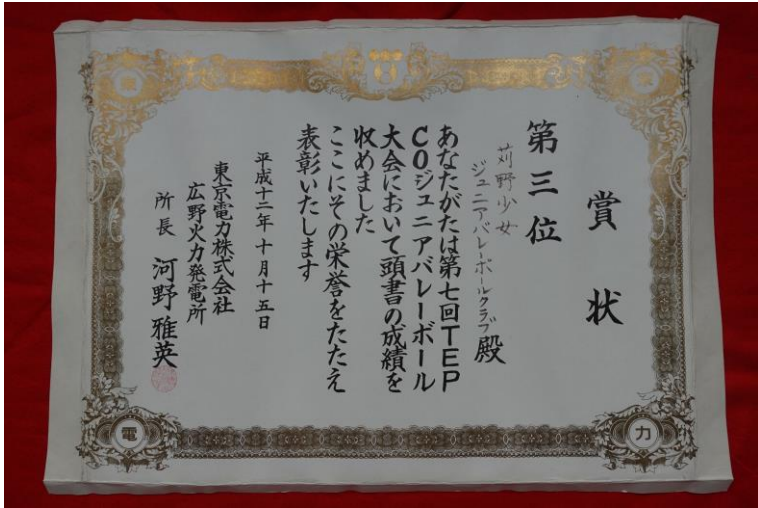 賞状
第三位
苅野少女
ジュニアバレーボールクラブ殿
あなたがたは第七回TEP
COジュニアバレーボール
大会において頭書の成績を
収めました
ここにその栄誉をたたえ
表彰いたします
平成十二年十月十五日
東京電力株式会社
広野火力発電所
所長 河野雅英
電
力